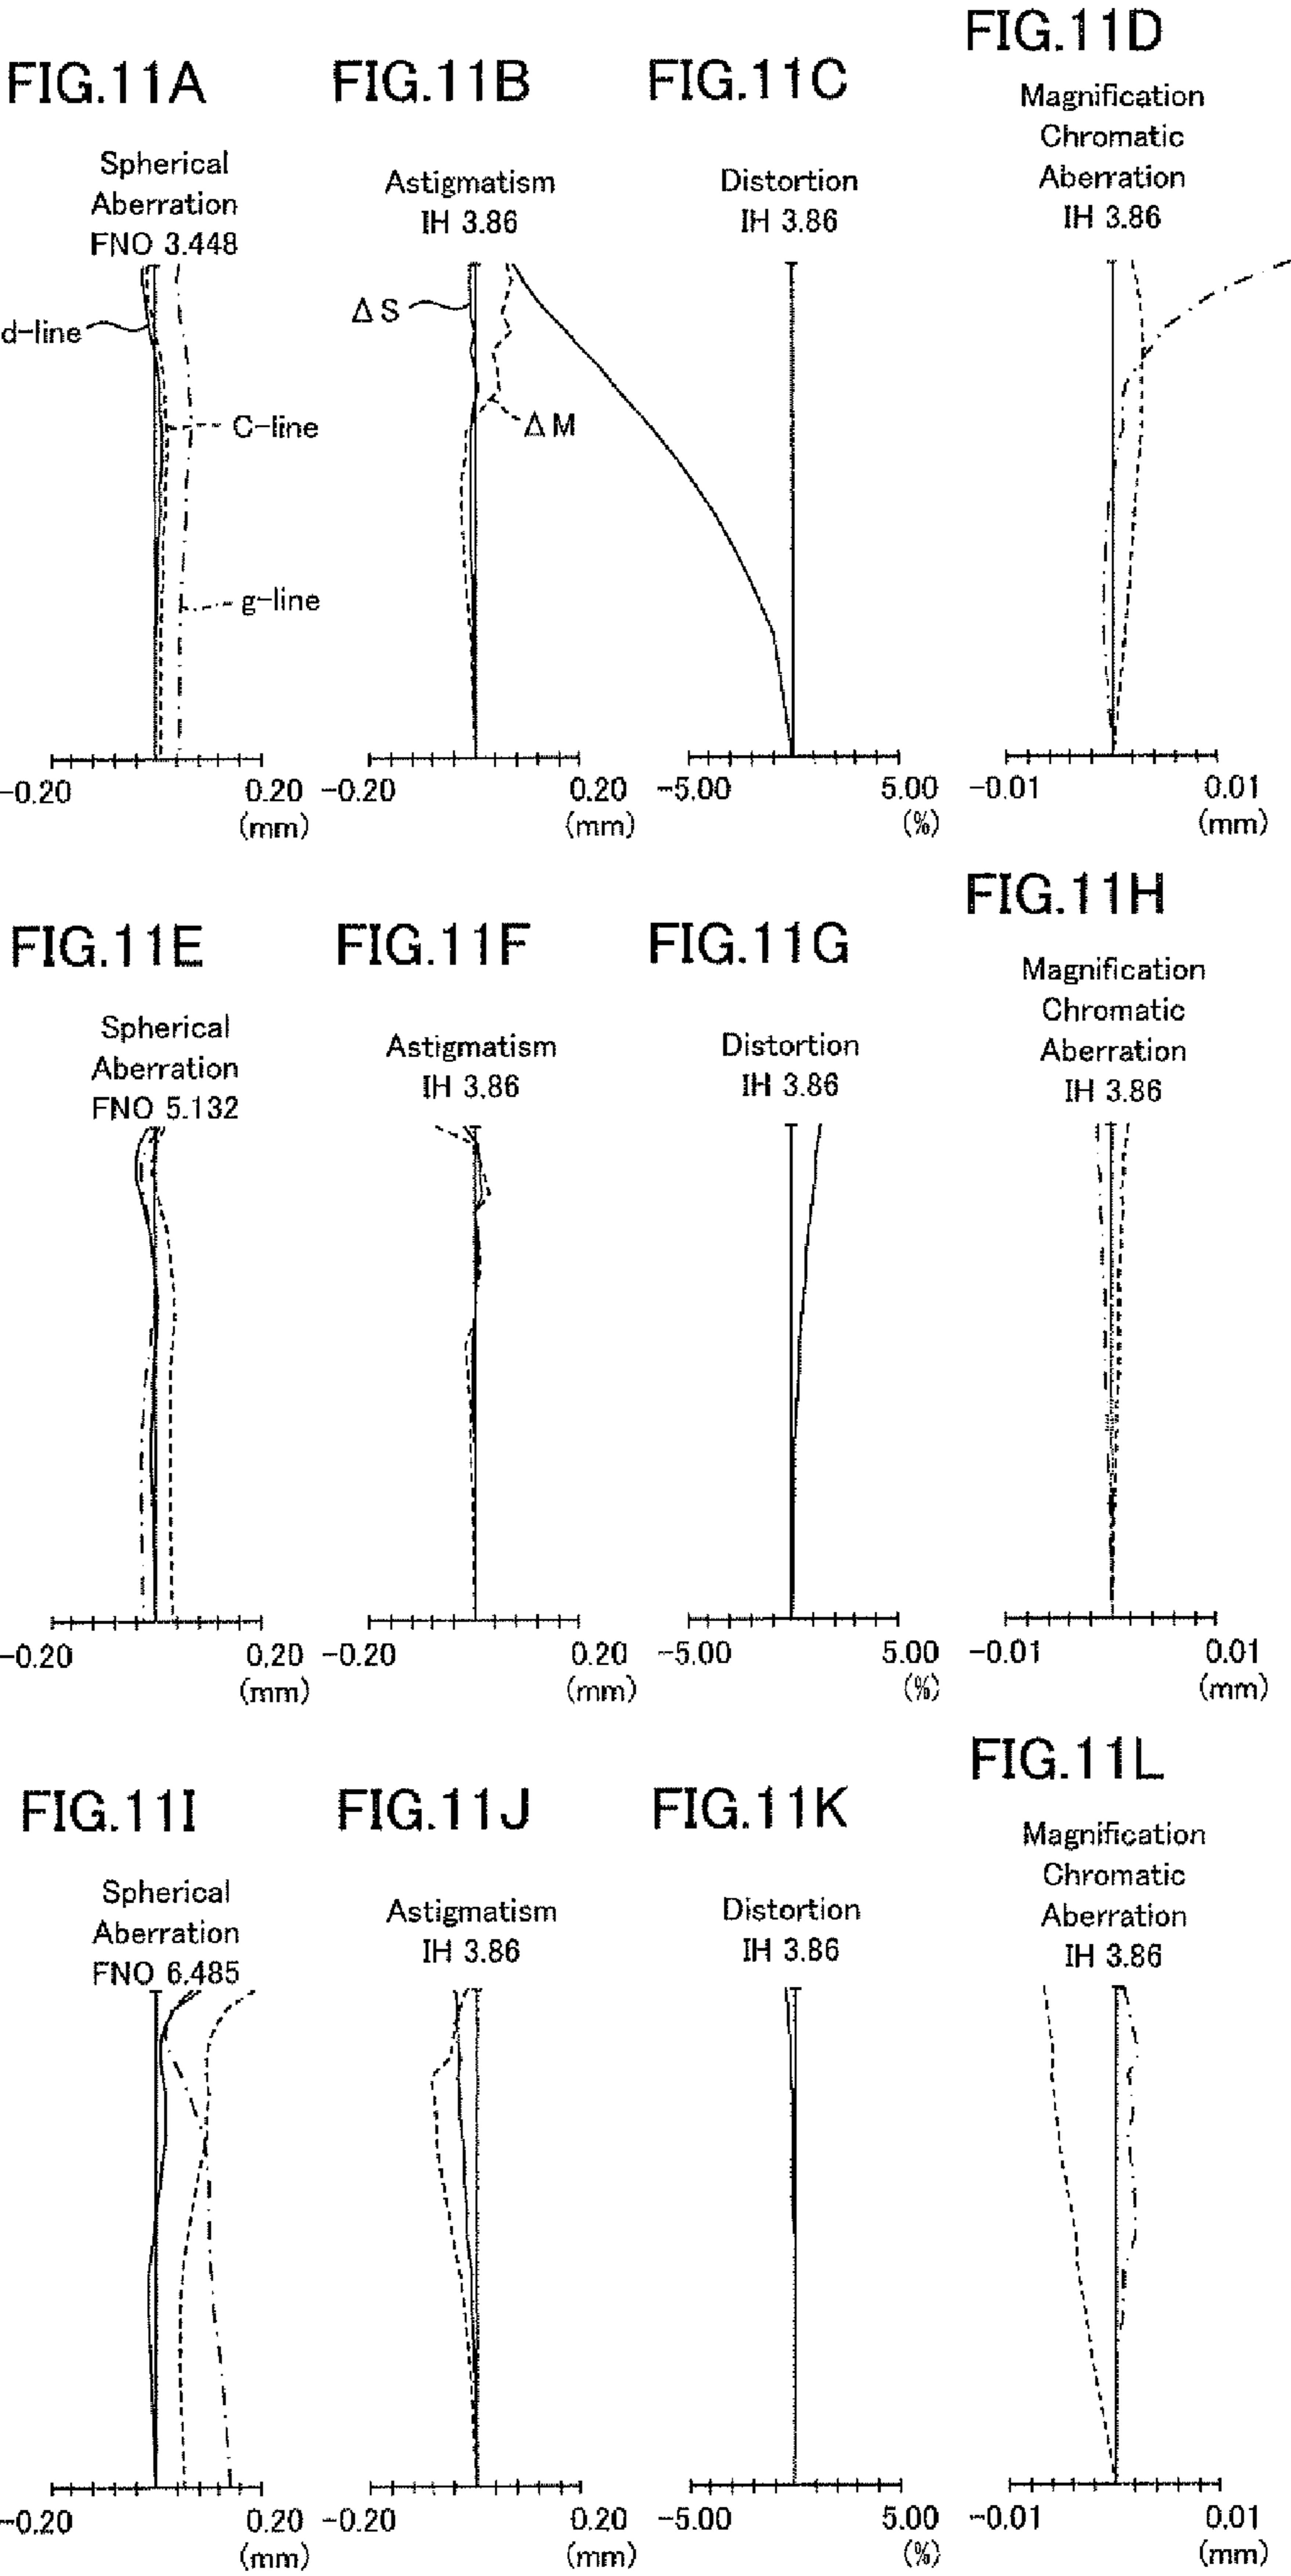 FIG.11A
Spherical
Aberration
FNO 3.448
d-line
C-line
g-line
-0.20
0.20
(mm)
FIG.11B
Astigmatism
IH 3.86
ΔS
ΔM
-0.20
0.20
(mm)
FIG.11C
Distortion
IH 3.86
-5.00
5.00
(%)
FIG.11D
Magnification
Chromatic
Aberration
IH 3.86
-0.01
0.01
(mm)
FIG.11E
Spherical
Aberration
FNO 5.132
-0.20
0.20
(mm)
FIG.11F
Astigmatism
IH 3.86
-0.20
0.20
(mm)
FIG.11G
Distortion
IH 3.86
-5.00
5.00
(%)
FIG.11H
Magnification
Chromatic
Aberration
IH 3.86
-0.01
0.01
(mm)
FIG.11I
Spherical
Aberration
FNO 6.485
-0.20
0.20
(mm)
FIG.11J
Astigmatism
IH 3.86
-0.20
0.20
(mm)
FIG.11K
Distortion
IH 3.86
-5.00
5.00
(%)
FIG.11L
Magnification
Chromatic
Aberration
IH 3.86
-0.01
0.01
(mm)